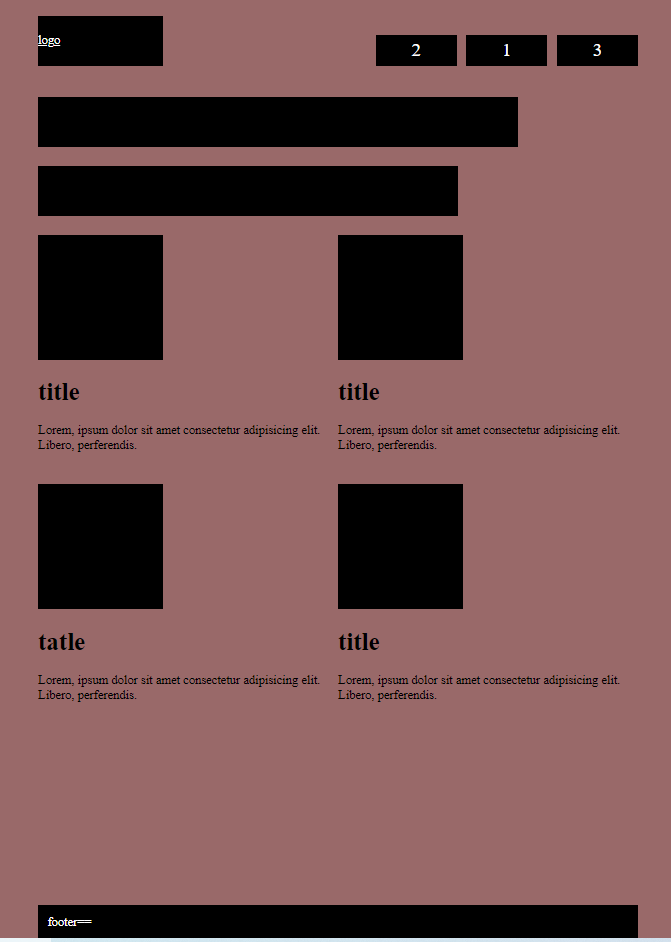 logo
2 1 3
title title
Lorem, ipsum dolor sit amet consectetur adipisicing elit. Lorem, ipsum dolor sit amet consectetur adipisicing elit.
Libero, perferendis. Libero, perferendis.
tatle title
Lorem, ipsum dolor sit amet consectetur adipisicing elit. Lorem, ipsum dolor sit amet consectetur adipisicing elit.
Libero, perferendis. Libero, perferendis.
footer==